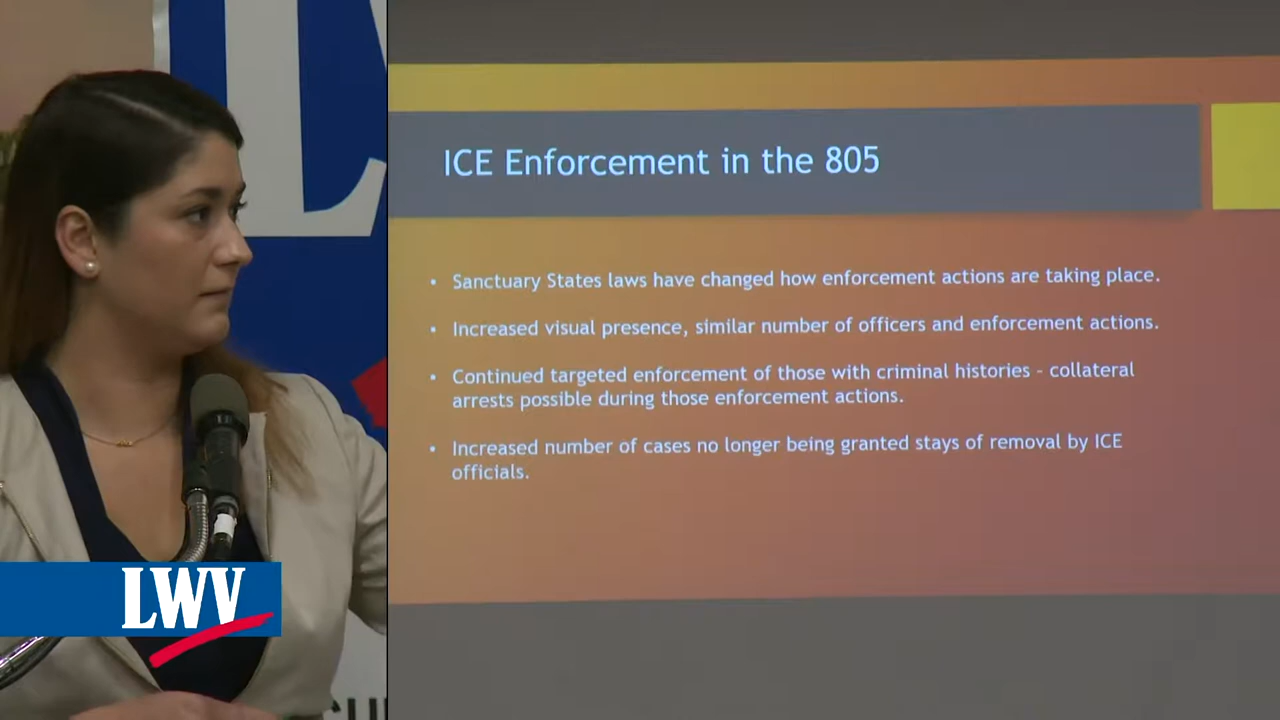 ICE Enforcement in the 805
• Sanctuary States laws have changed how enforcement actions are taking place.
• Increased visual presence, similar number of officers and enforcement actions.
• Continued targeted enforcement of those with criminal histories - collateral
arrests possible during those enforcement actions.
• Increased number of cases no longer being granted stays of removal by ICE
officials.
LWV